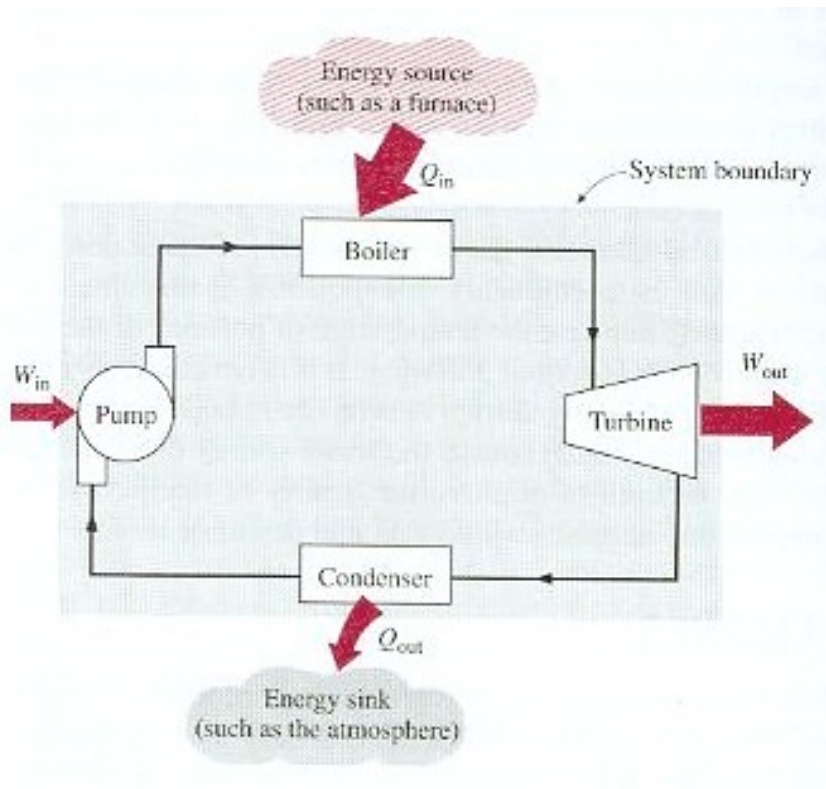 Energy source
(such as a furnace)
Qin
System boundary
Boiler
Win
Pump
Turbine
Wout
Condenser
Qout
Energy sink
(such as the atmosphere)